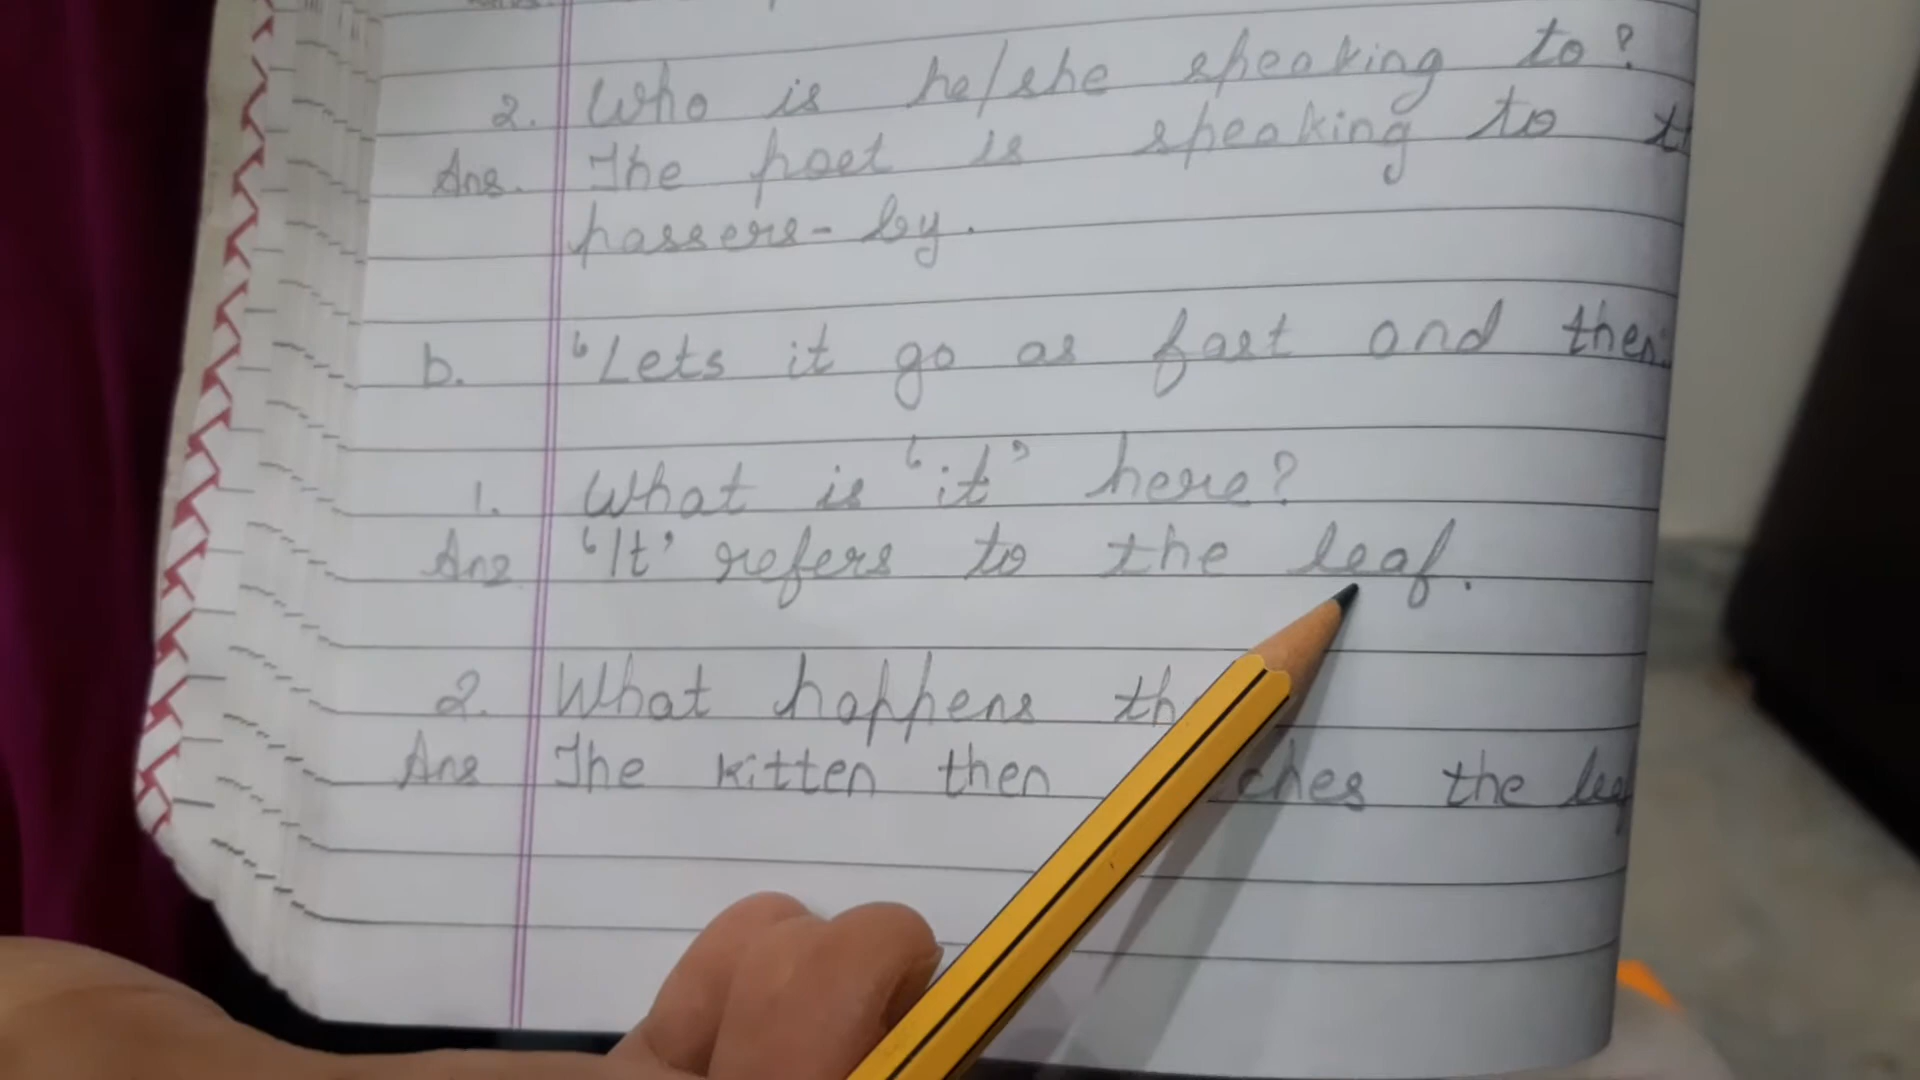 2. Who is he/she speaking to?
Ans. The poet is speaking to
passers-by.
b. 'Lets it go as fast and then
1. What is 'it' here?
Ans 'It' refers to the leaf.
2. What happens
Ans The kitten then the leaf